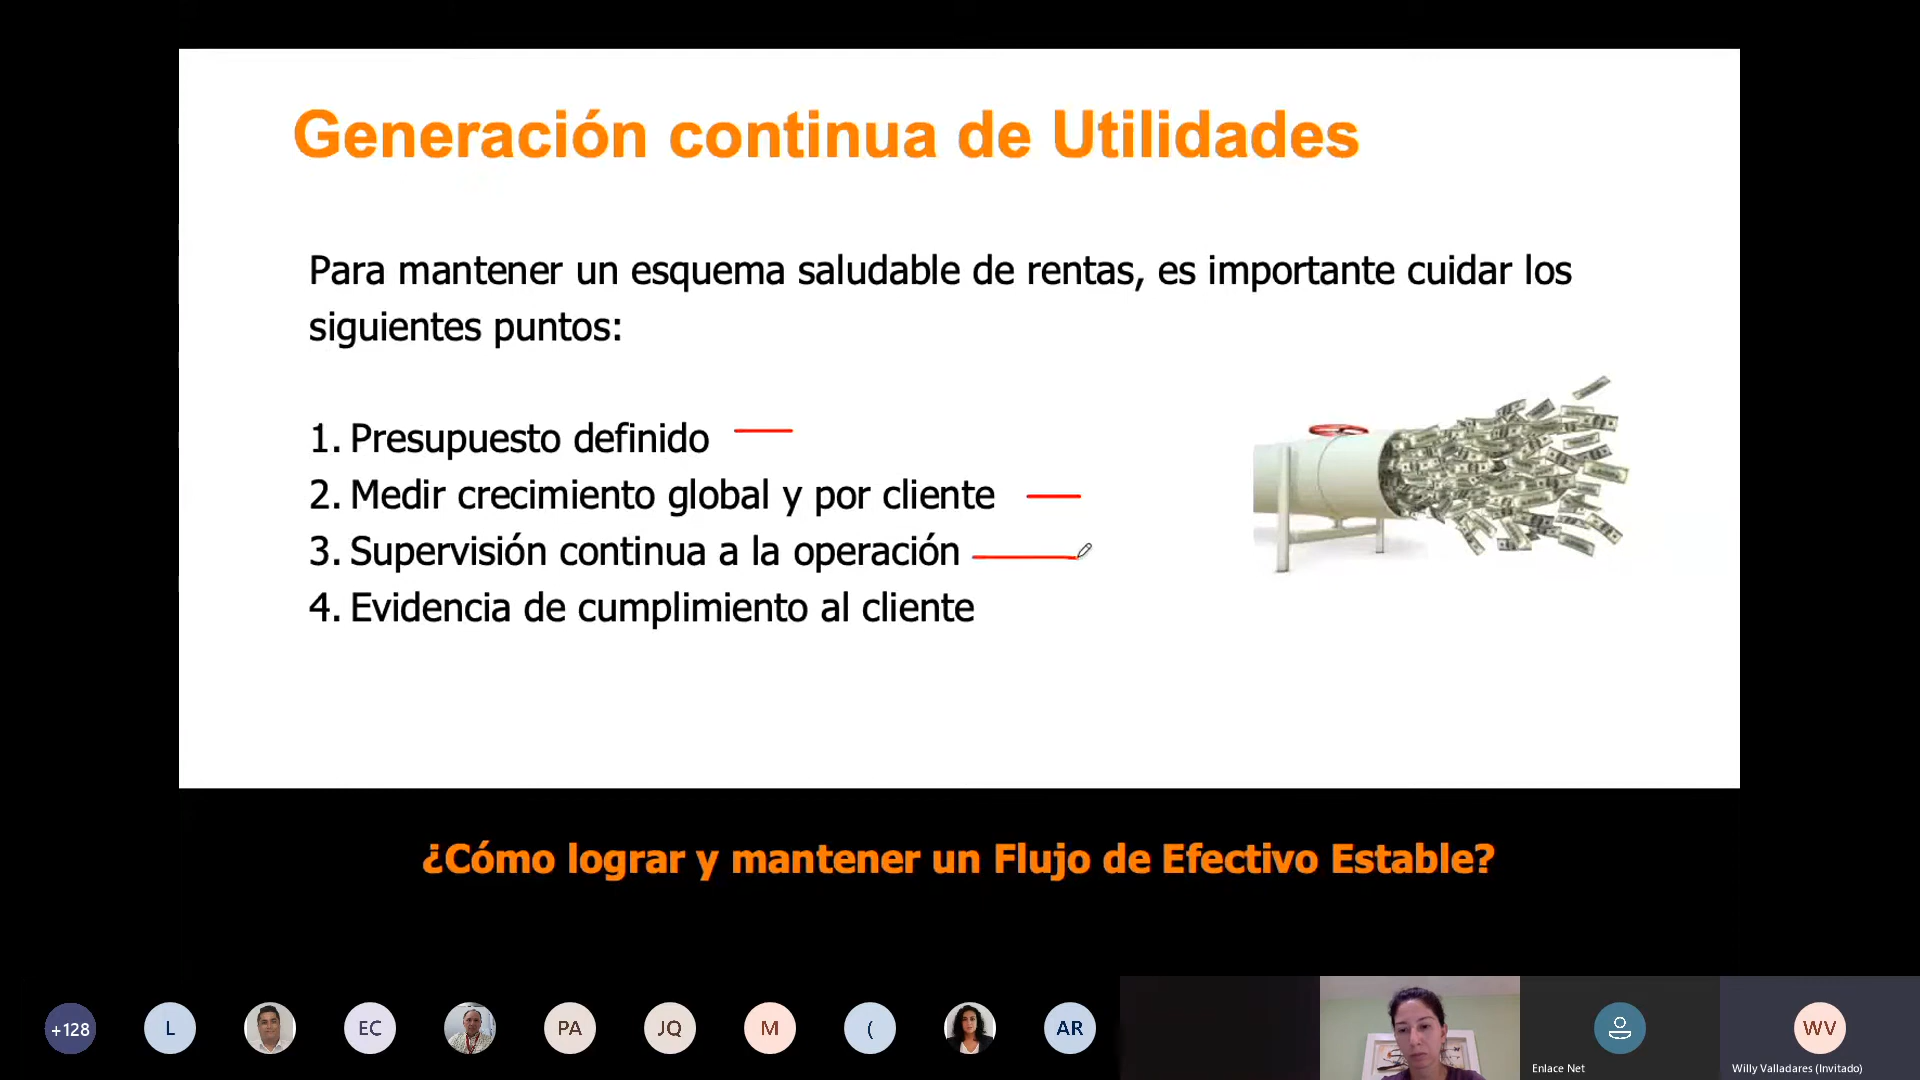 Generación continua de Utilidades
Para mantener un esquema saludable de rentas, es importante cuidar los
siguientes puntos:
1. Presupuesto definido
2. Medir crecimiento global y por cliente
3. Supervisión continua a la operación
4. Evidencia de cumplimiento al cliente
¿Cómo lograr y mantener un Flujo de Efectivo Estable?
+128
L
EC
PA
JQ
M
(
AR
Enlace Net
WV
Willy Valladares (Invitado)